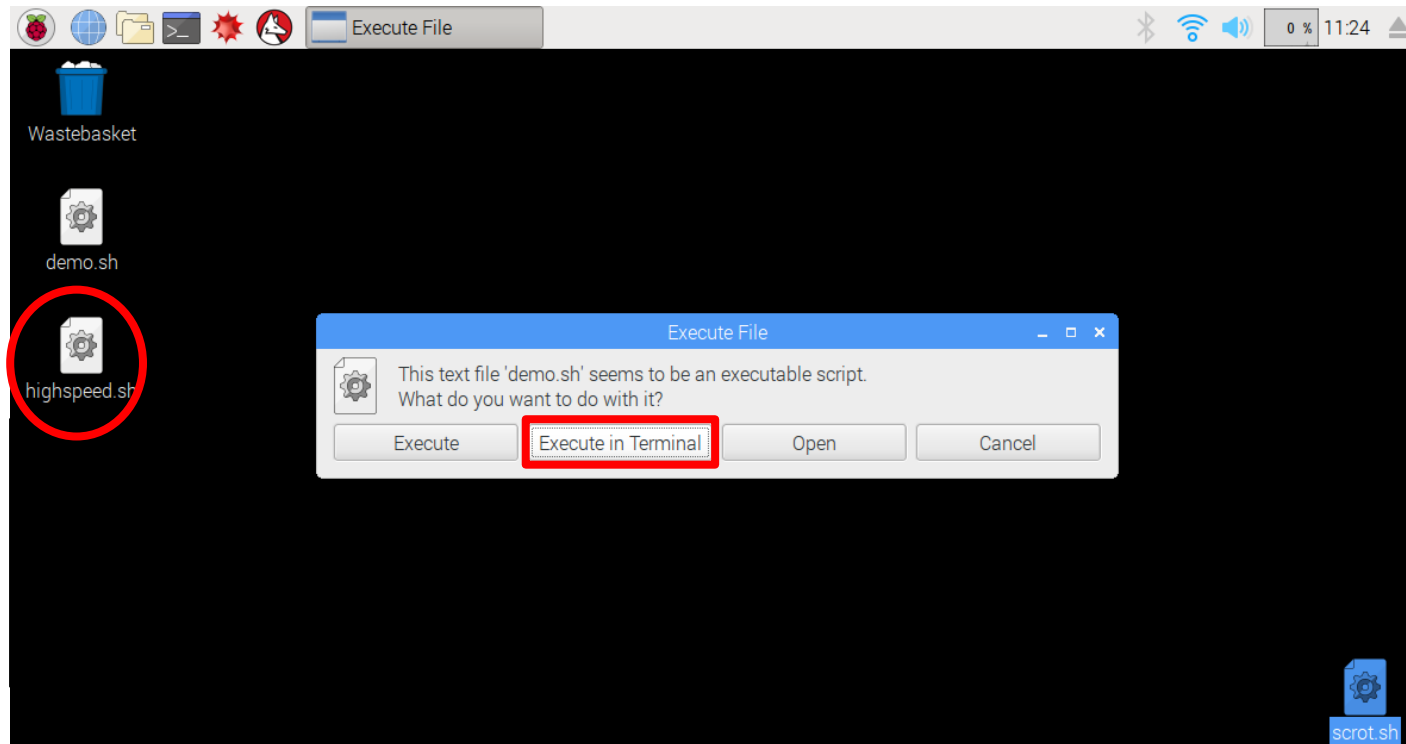 Execute File
0 %
11:24
Wastebasket
demo.sh
highspeed.sh
Execute File
This text file 'demo.sh' seems to be an executable script.
What do you want to do with it?
Execute
Execute in Terminal
Open
Cancel
scrot.sh